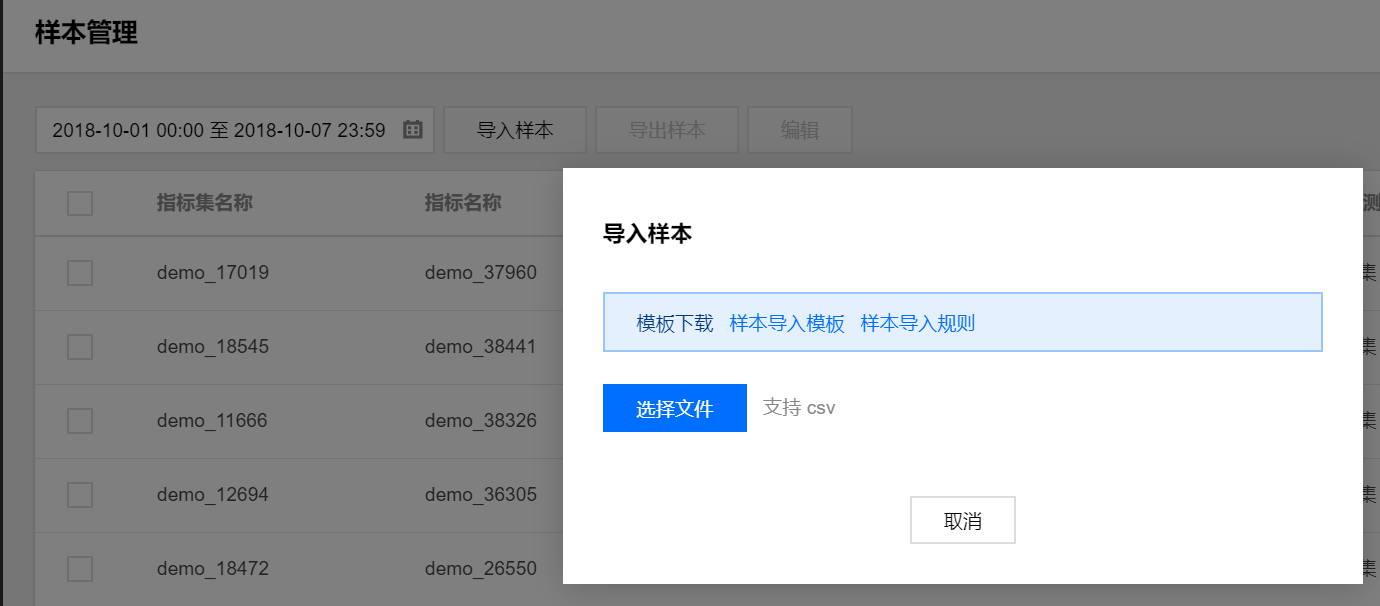 样本管理
2018-10-01 00:00 至 2018-10-07 23:59 导入样本 导出样本 编辑
指标集名称 指标名称 测
demo_17019 demo_37960 集
demo_18545 demo_38441 集
demo_11666 demo_38326 集
demo_12694 demo_36305 集
demo_18472 demo_26550 集
导入样本
模板下载 样本导入模板 样本导入规则
选择文件 支持 csv
取消